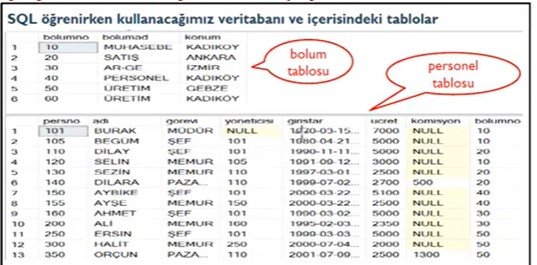 SQL öğrenirken kullanacağımız veritabanı ve içerisindeki tablolar
bolumno bolumad konum
1 10 MUHASEBE KADIKÖY
2 20 SATIŞ ANKARA
3 30 AR-GE İZMİR
4 40 PERSONEL KADIKÖY
5 50 ÜRETİM GEBZE
6 60 ÜRETİM KADIKÖY
bolum
tablosu
personel
tablosu
persno adi gorevi yoneticisi giristar ucret komisyon bolumno
1 101 BURAK MÜDÜR NULL 1970-03-15... 7000 NULL 10
2 105 BEGÜM ŞEF 101 1980-04-21... 5000 NULL 10
3 110 DİLAY ŞEF 101 1990-11-11... 5000 NULL 20
4 120 SELİN MEMUR 105 1991-09-12... 3000 NULL 10
5 130 SEZİN MEMUR 110 1997-03-01... 2500 NULL 20
6 140 DİLARA PAZA... 110 1999-07-02... 2700 500 20
7 150 AYBİKE ŞEF 101 2000-03-22... 5100 NULL 40
8 155 AYŞE MEMUR 150 2000-03-22... 2500 NULL 40
9 160 AHMET ŞEF 101 1990-03-02... 5000 NULL 30
10 200 ALİ MEMUR 160 1995-02-03... 2350 NULL 30
11 250 ERSİN ŞEF 101 1999-03-03... 5000 NULL 50
12 300 HALİT MEMUR 250 2000-07-04... 2000 NULL 50
13 350 ORÇUN PAZA... 110 2001-07-09... 2500 1300 50